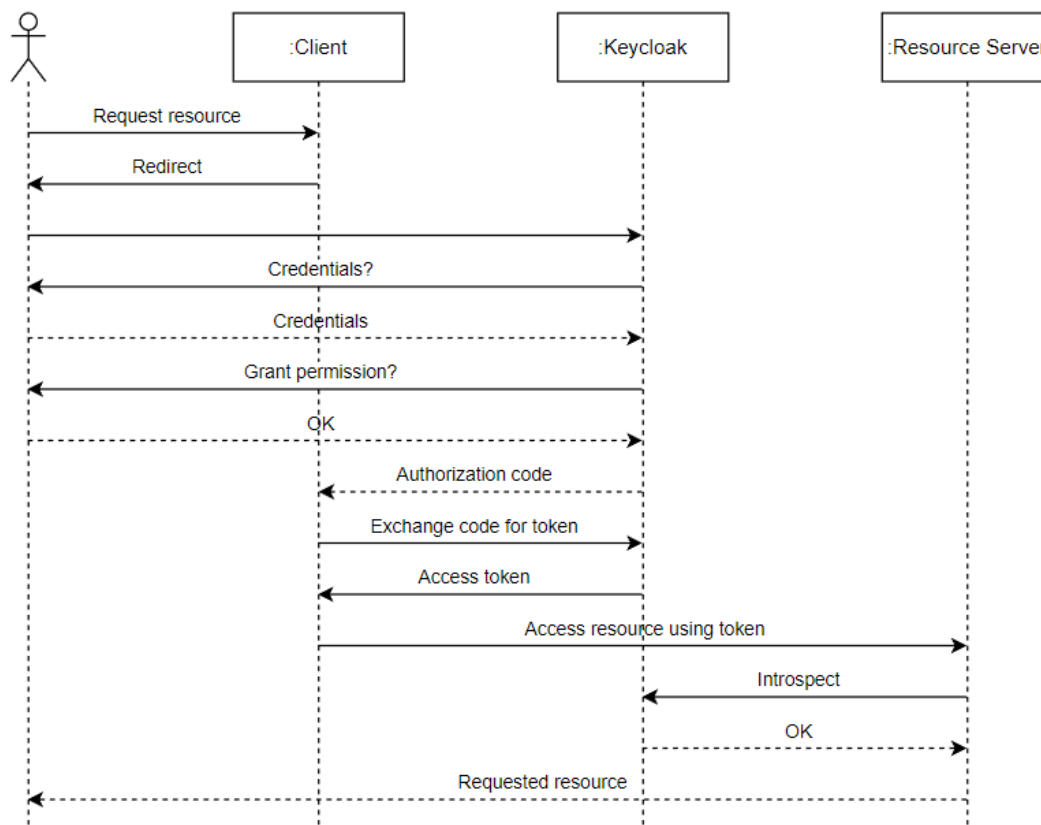 :Client
:Keycloak
:Resource Server
Request resource
Redirect
Credentials?
Credentials
Grant permission?
OK
Authorization code
Exchange code for token
Access token
Access resource using token
Introspect
OK
Requested resource